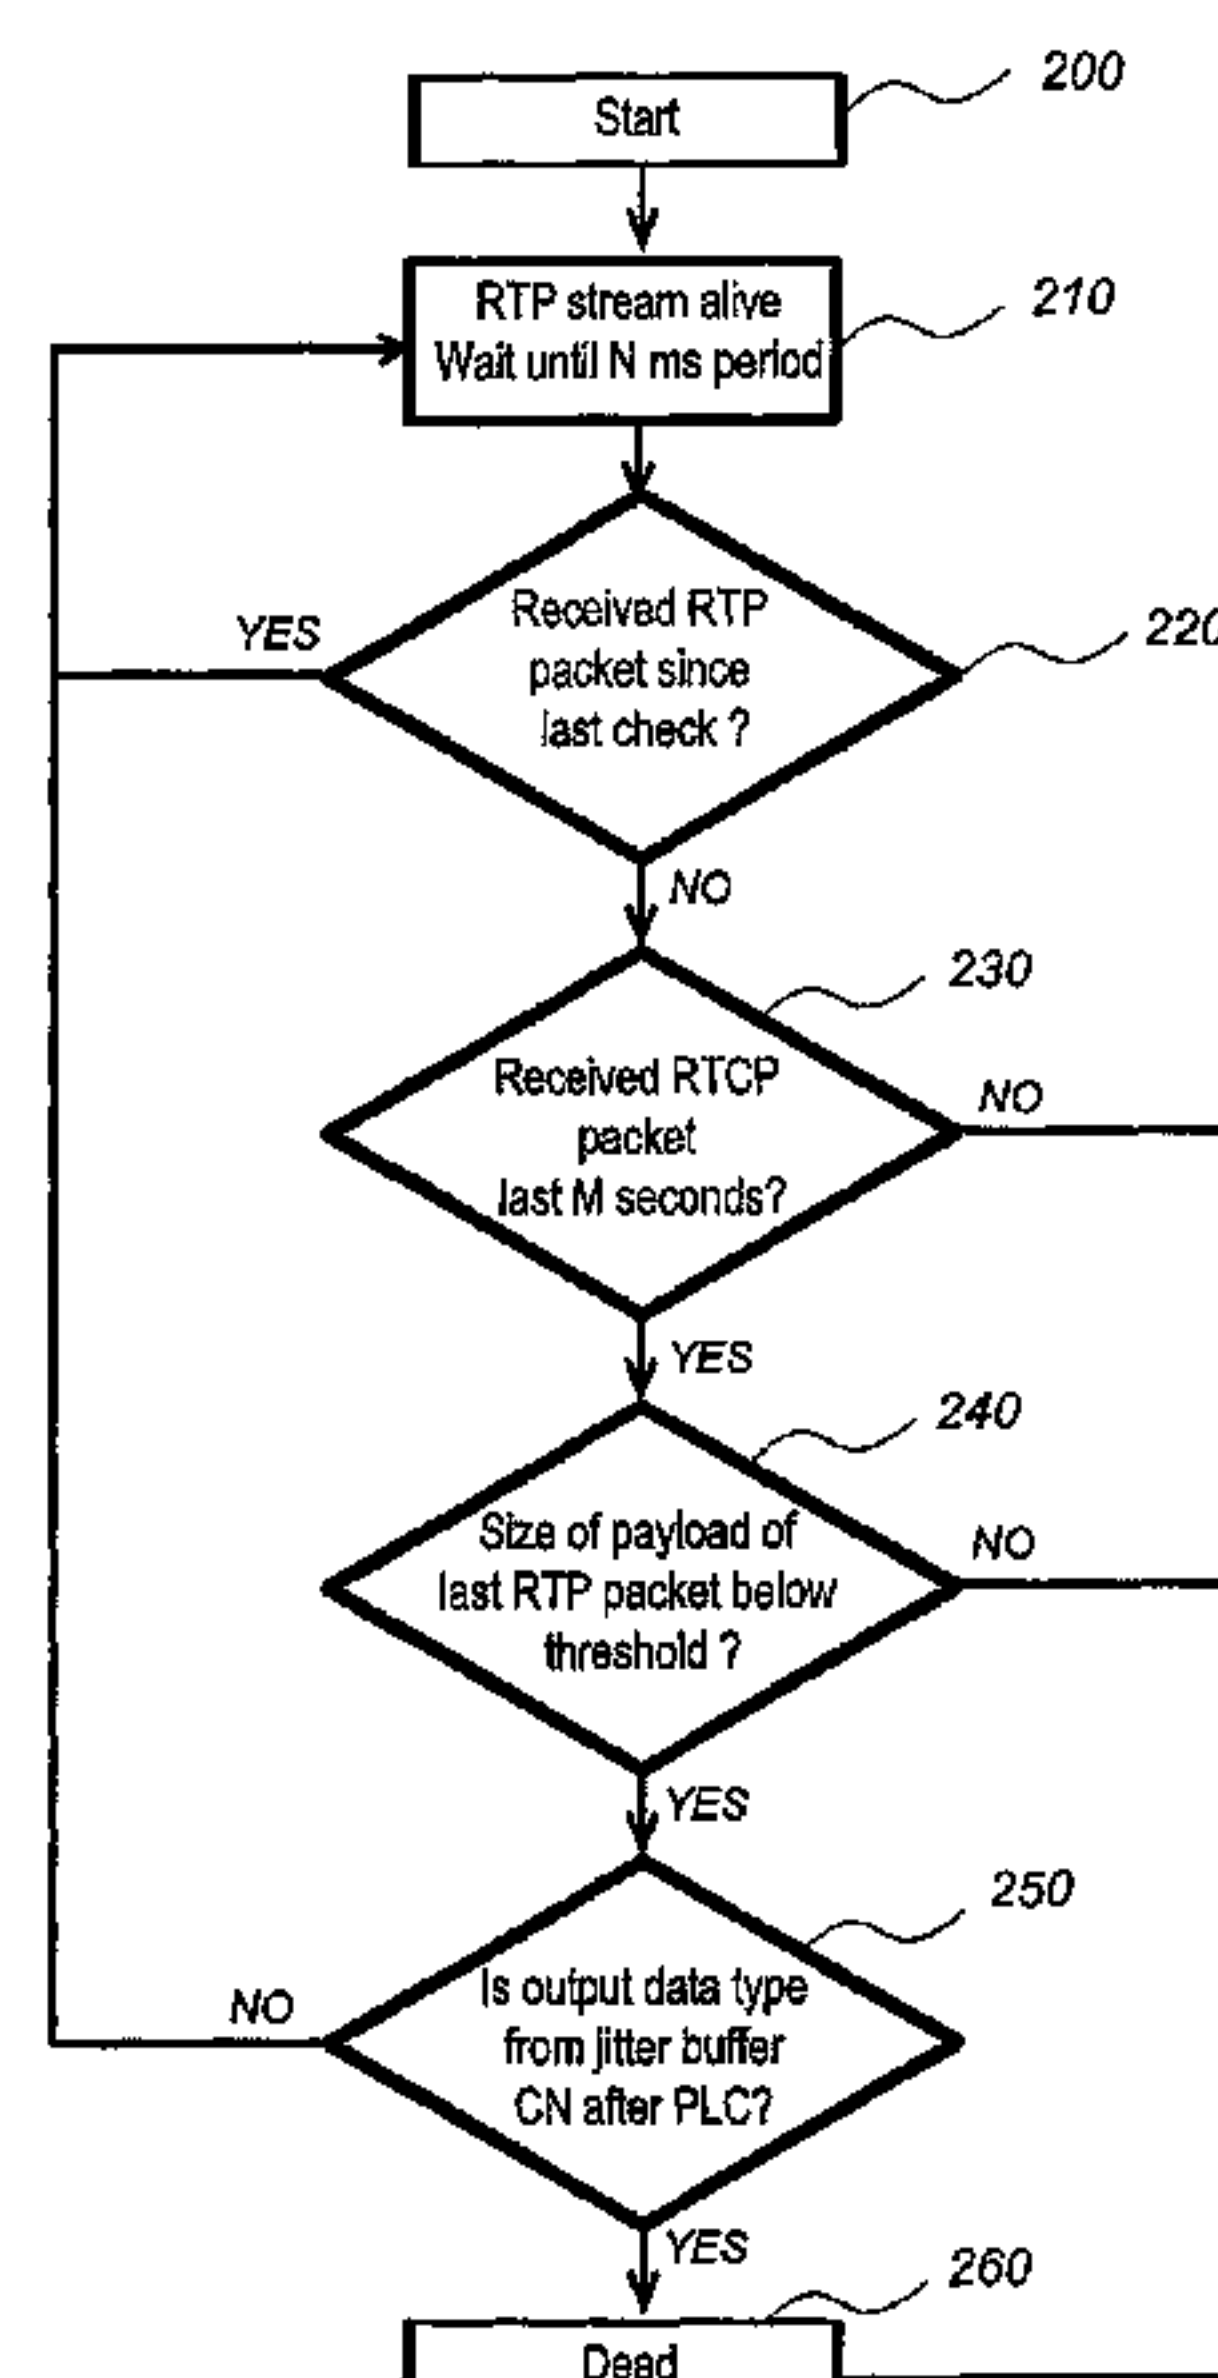 200
Start
210
RTP stream alive
Wait until N ms period
YES
220
Received RTP
packet since
last check ?
NO
230
Received RTCP
packet
last M seconds?
NO
YES
240
Size of payload of
last RTP packet below
threshold ?
NO
YES
250
NO
Is output data type
from jitter buffer
CN after PLC?
YES
260
Dead